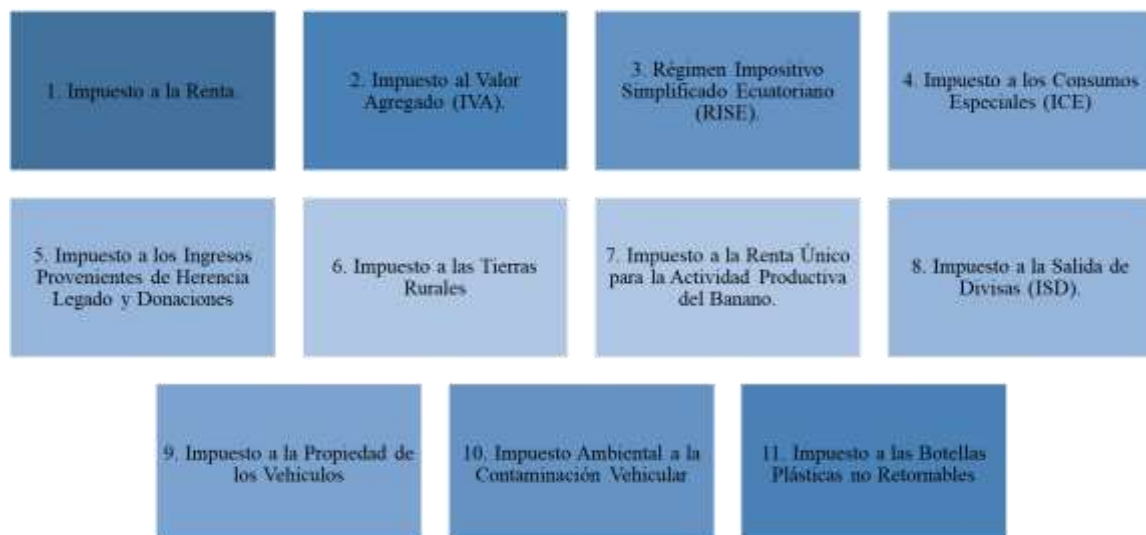 1. Impuesto a la Renta.
2. Impuesto al Valor
Agregado (IVA).
3. Régimen Impositivo
Simplificado Ecuatoriano
(RISE).
4. Impuesto a los Consumos
Especiales (ICE)
5. Impuesto a los Ingresos
Provenientes de Herencia
Legado y Donaciones
6. Impuesto a las Tierras
Rurales
7. Impuesto a la Renta Único
para la Actividad Productiva
del Banano.
8. Impuesto a la Salida de
Divisas (ISD).
9. Impuesto a la Propiedad de
los Vehículos
10. Impuesto Ambiental a la
Contaminación Vehicular
11. Impuesto a las Botellas
Plásticas no Retornables